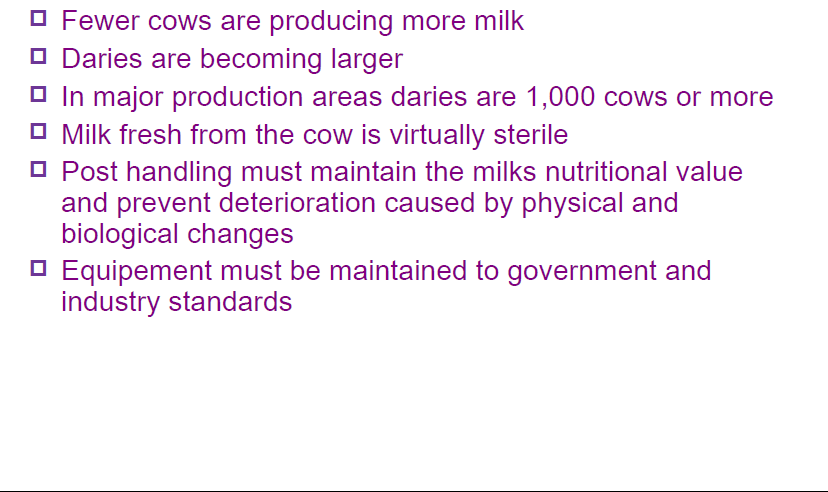 Fewer cows are producing more milk
Daries are becoming larger
In major production areas daries are 1,000 cows or more
Milk fresh from the cow is virtually sterile
Post handling must maintain the milks nutritional value
and prevent deterioration caused by physical and
biological changes
Equipement must be maintained to government and
industry standards